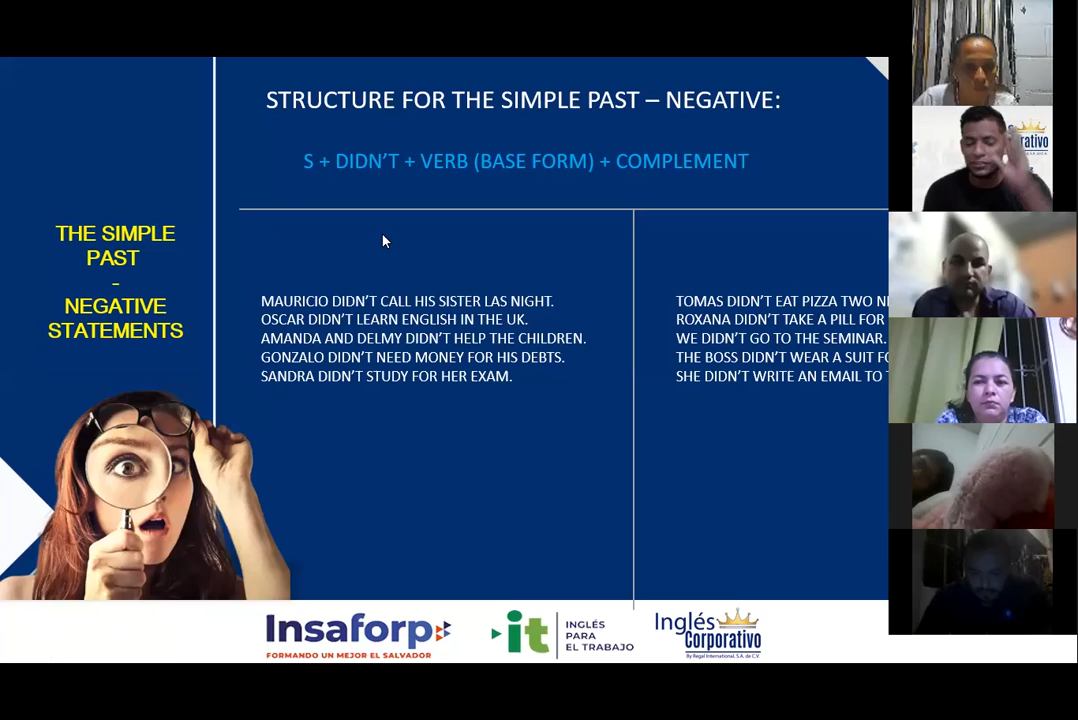 STRUCTURE FOR THE SIMPLE PAST – NEGATIVE:
S + DIDN'T + VERB (BASE FORM) + COMPLEMENT
THE SIMPLE
PAST
-
NEGATIVE
STATEMENTS
MAURICIO DIDN'T CALL HIS SISTER LAS NIGHT.
OSCAR DIDN'T LEARN ENGLISH IN THE UK.
AMANDA AND DELMY DIDN'T HELP THE CHILDREN.
GONZALO DIDN'T NEED MONEY FOR HIS DEBTS.
SANDRA DIDN'T STUDY FOR HER EXAM.
TOMAS DIDN'T EAT PIZZA TWO
ROXANA DIDN'T TAKE A PILL FOR
WE DIDN'T GO TO THE SEMINAR.
THE BOSS DIDN'T WEAR A SUIT
SHE DIDN'T WRITE AN EMAIL TO
Insaforp
FORMANDO UN MEJOR EL SALVADOR
it
INGLÉS
PARA
EL TRABAJO
Inglés
Corporativo
By Regal International, S.A. de C.V.